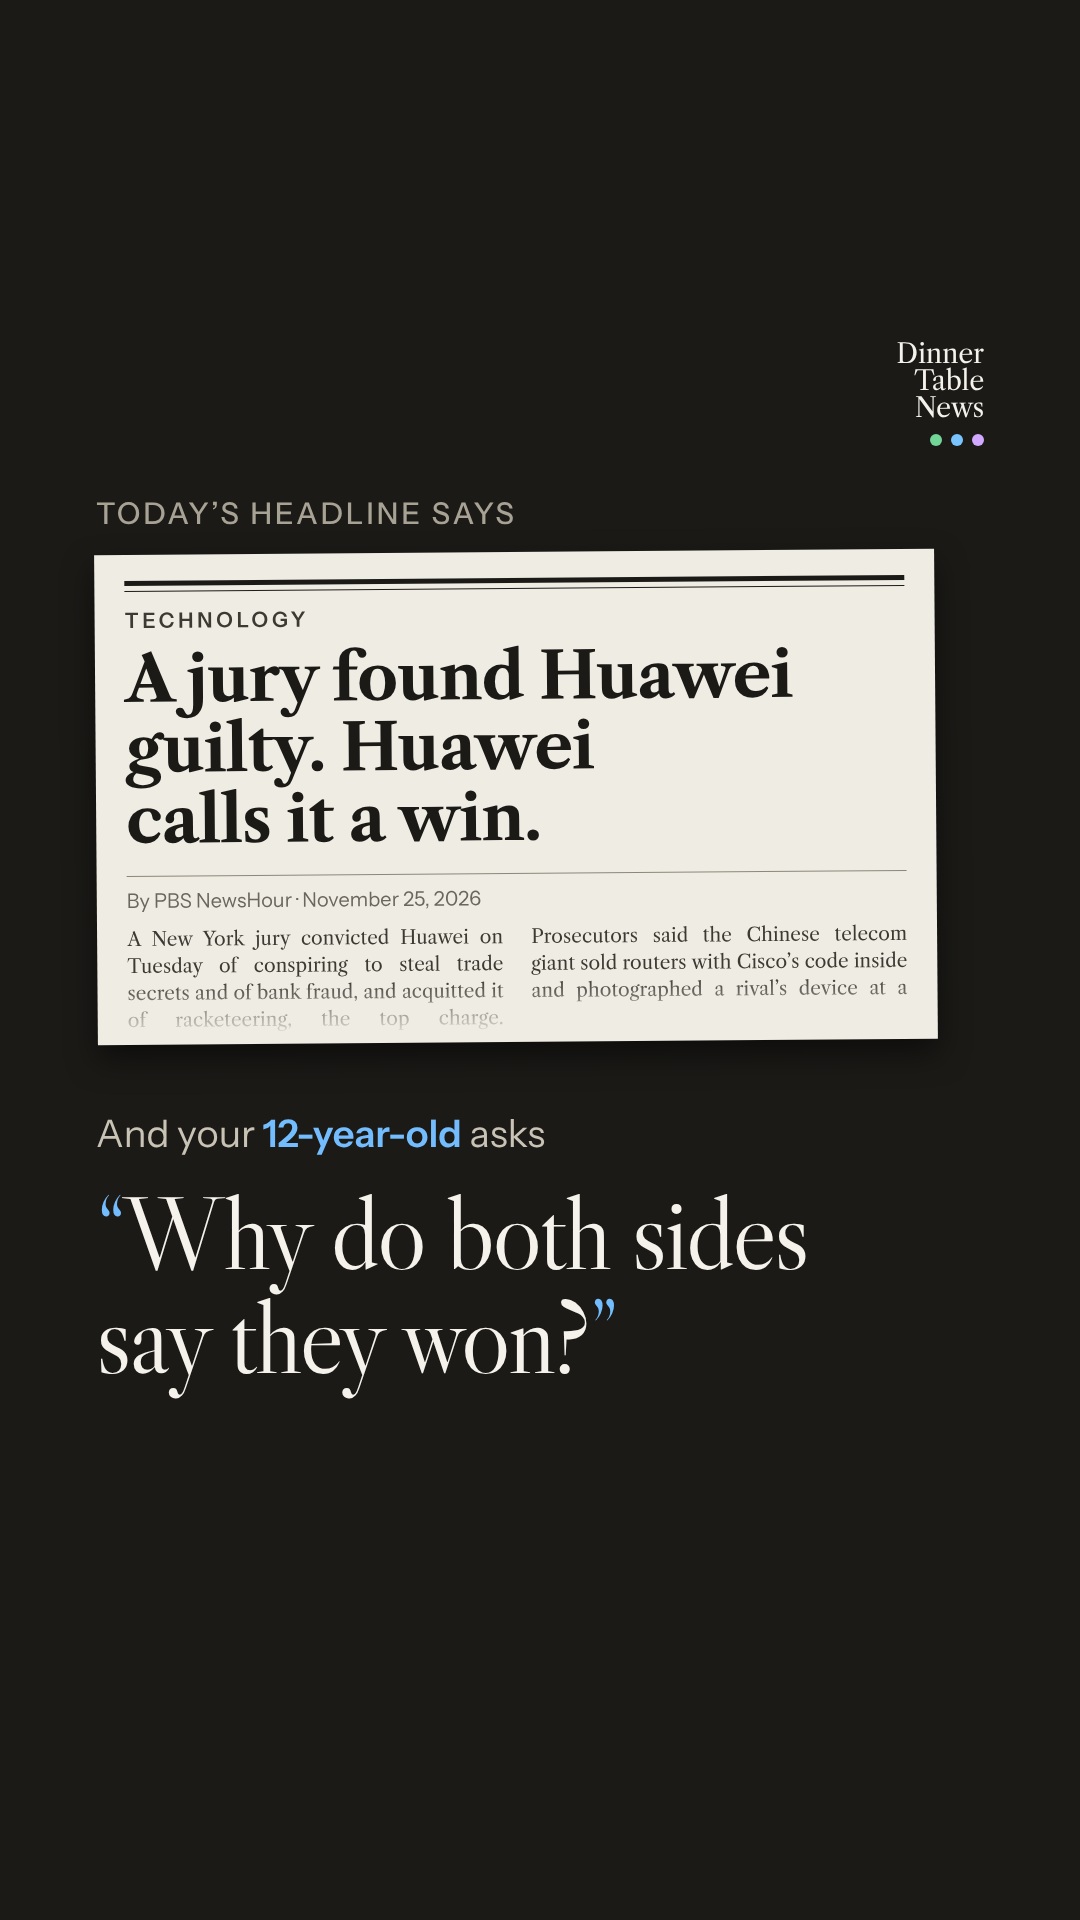 Dinner
Table
News
TODAY’S HEADLINE SAYS
TECHNOLOGY
A jury found Huawei
guilty. Huawei
calls it a win.
By PBS NewsHour · November 25, 2026
A New York jury convicted Huawei on
Tuesday of conspiring to steal trade
secrets and of bank fraud, and acquitted it
of racketeering, the top charge.
Prosecutors said the Chinese telecom
giant sold routers with Cisco’s code inside
and photographed a rival’s device at a
And your 12-year-old asks
“Why do both sides
say they won?”